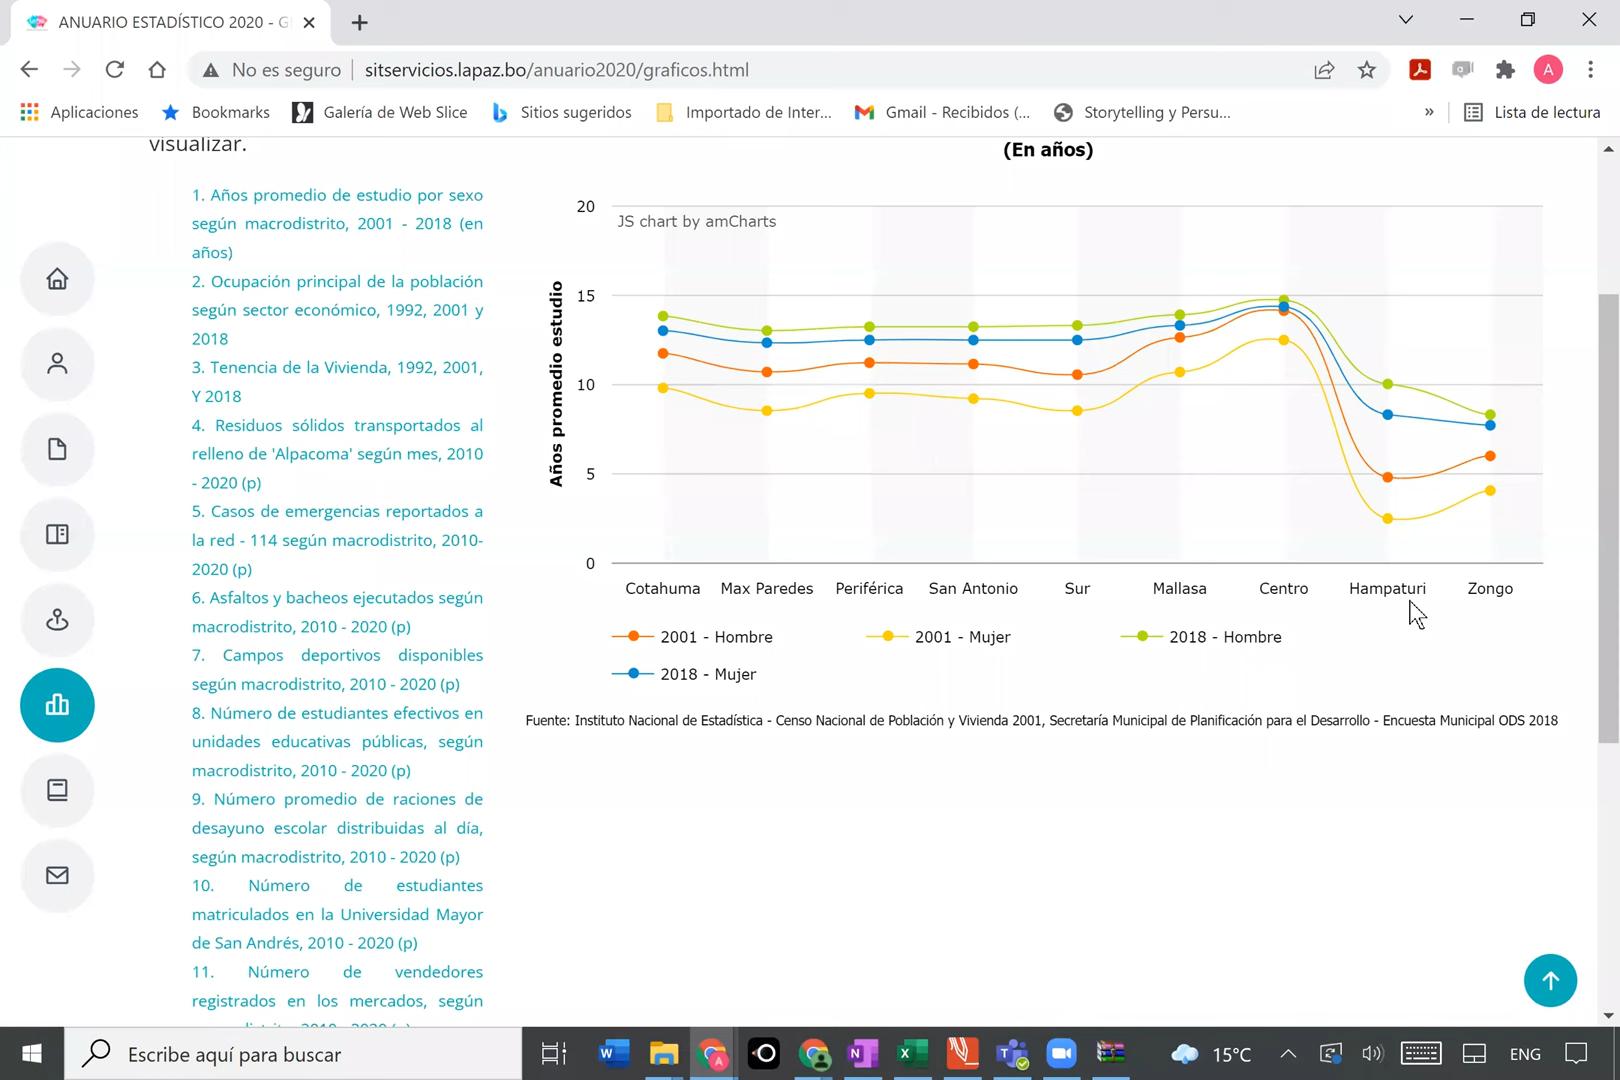 ANUARIO ESTADÍSTICO 2020 - G
No es seguro
sitservicios.lapaz.bo/anuario2020/graficos.html
A
Aplicaciones
Bookmarks
Galería de Web Slice
Sitios sugeridos
Importado de Inter...
Gmail - Recibidos (...
Storytelling y Persu...
»
Lista de lectura
visualizar.
1. Años promedio de estudio por sexo
según macrodistrito, 2001 - 2018 (en
años)
2. Ocupación principal de la población
según sector económico, 1992, 2001 y
2018
3. Tenencia de la Vivienda, 1992, 2001,
Y 2018
4. Residuos sólidos transportados al
relleno de 'Alpacoma' según mes, 2010
- 2020 (p)
5. Casos de emergencias reportados a
la red - 114 según macrodistrito, 2010-
2020 (p)
6. Asfaltos y bacheos ejecutados según
macrodistrito, 2010 - 2020 (p)
7. Campos deportivos disponibles
según macrodistrito, 2010 - 2020 (p)
8. Número de estudiantes efectivos en
unidades educativas públicas, según
macrodistrito, 2010 - 2020 (p)
9. Número promedio de raciones de
desayuno escolar distribuidas al día,
según macrodistrito, 2010 - 2020 (p)
10. Número de estudiantes
matriculados en la Universidad Mayor
de San Andrés, 2010 - 2020 (p)
11. Número de vendedores
registrados en los mercados, según
(En años)
JS chart by amCharts
Años promedio estudio
20
15
10
5
0
Cotahuma
Max Paredes
Periférica
San Antonio
Sur
Mallasa
Centro
Hampaturi
Zongo
2001 - Hombre
2001 - Mujer
2018 - Hombre
2018 - Mujer
Fuente: Instituto Nacional de Estadística - Censo Nacional de Población y Vivienda 2001, Secretaría Municipal de Planificación para el Desarrollo - Encuesta Municipal ODS 2018
Escribe aquí para buscar
15°C
ENG